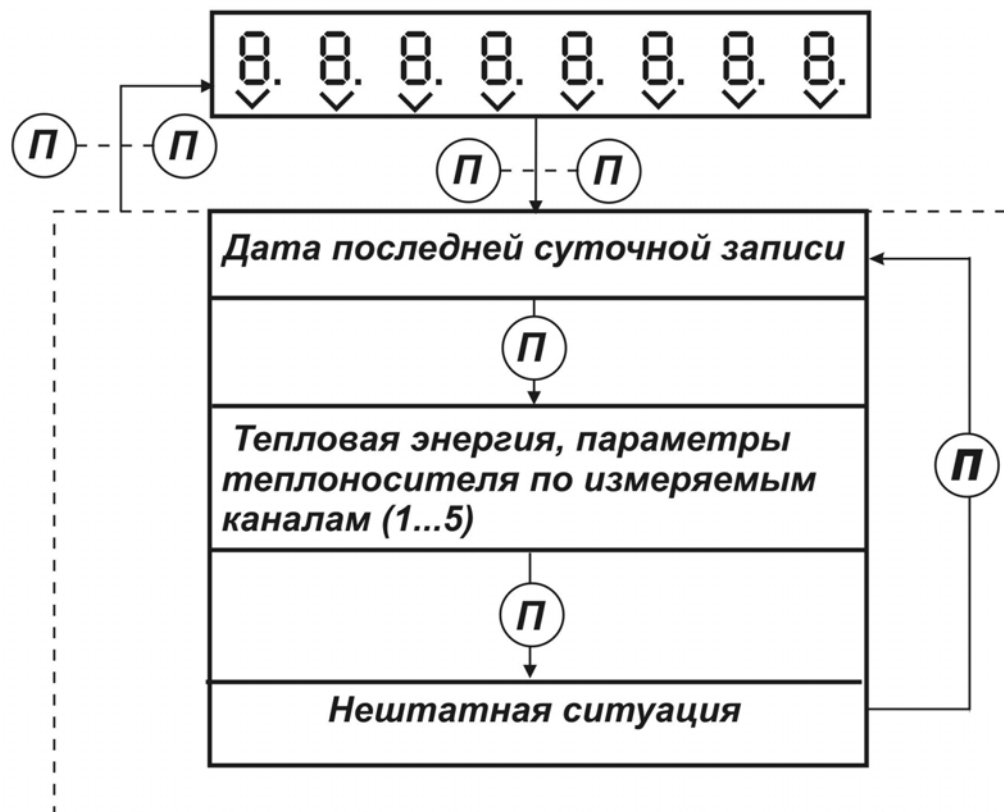 8. 8. 8. 8. 8. 8. 8. 8.
П П
П П
Дата последней суточной записи
П
Тепловая энергия, параметры
теплоносителя по измеряемым
каналам (1...5)
П
П
Нештатная ситуация